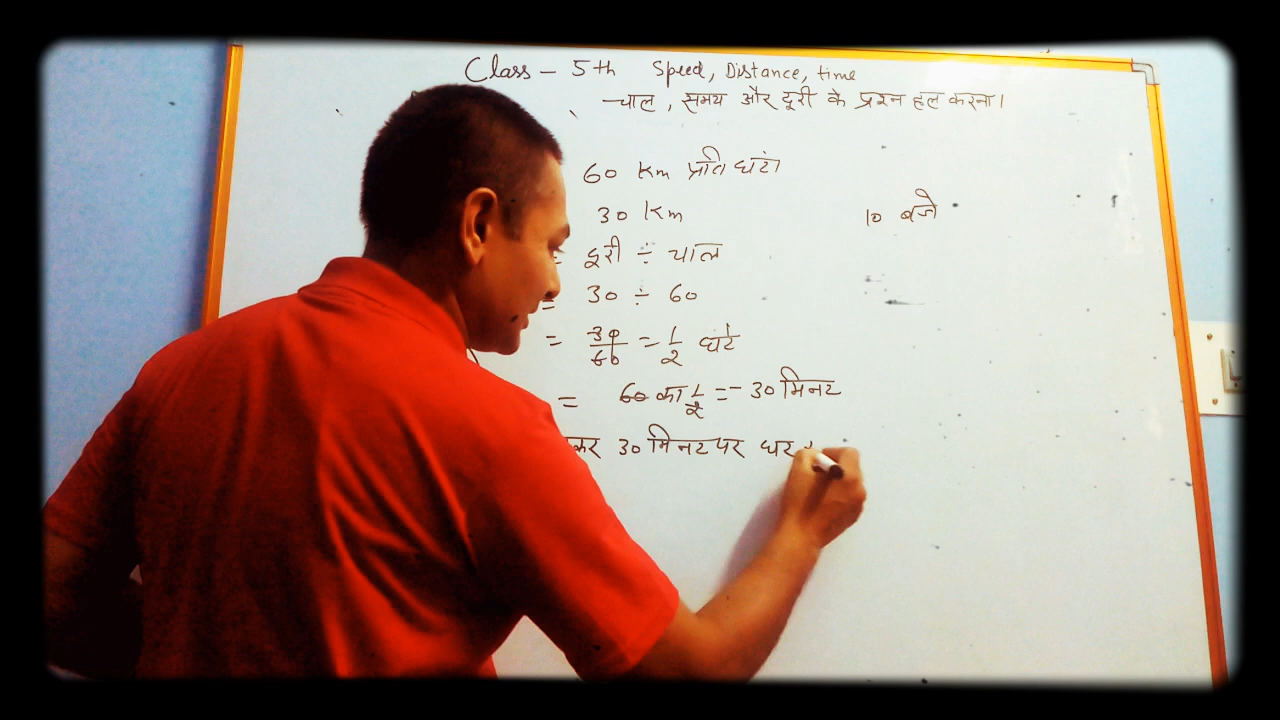 Class - 5th Speed, Distance, time
चाल, समय और दूरी के प्रश्न हल करना।
60 Km प्रति घंटा
30 Km 10 बजे
= दूरी ÷ चाल
= 30 ÷ 60
= 30/60 = 1/2 घंटे
= 60 का 1/2 = - 30 मिनट
कर 30 मिनट पर घर